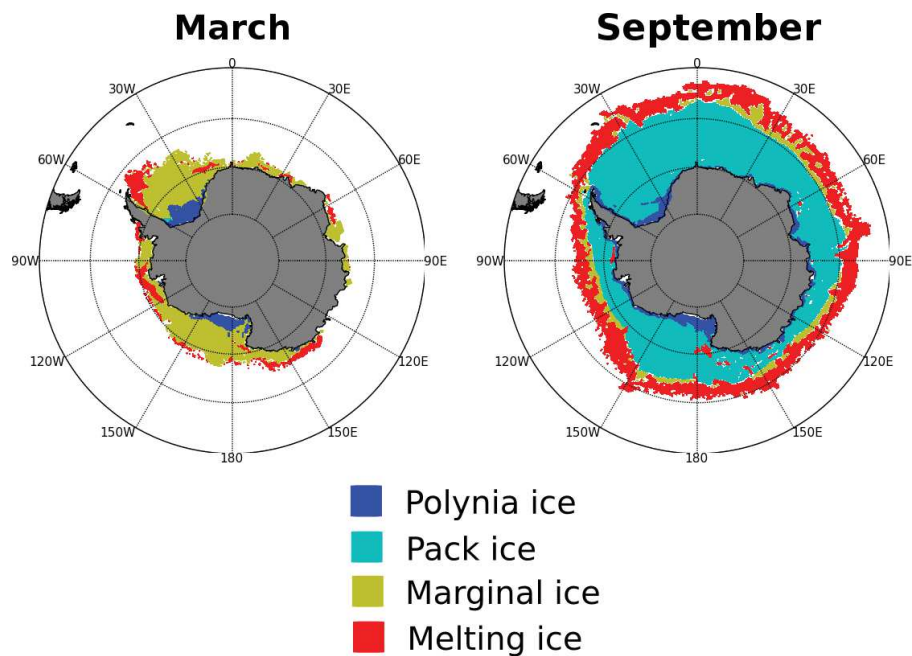 March
September
0
30W
30E
60W
60E
90W
90E
120W
120E
150W
150E
180
0
30W
30E
60W
60E
90W
90E
120W
120E
150W
150E
180
Polynia ice
Pack ice
Marginal ice
Melting ice